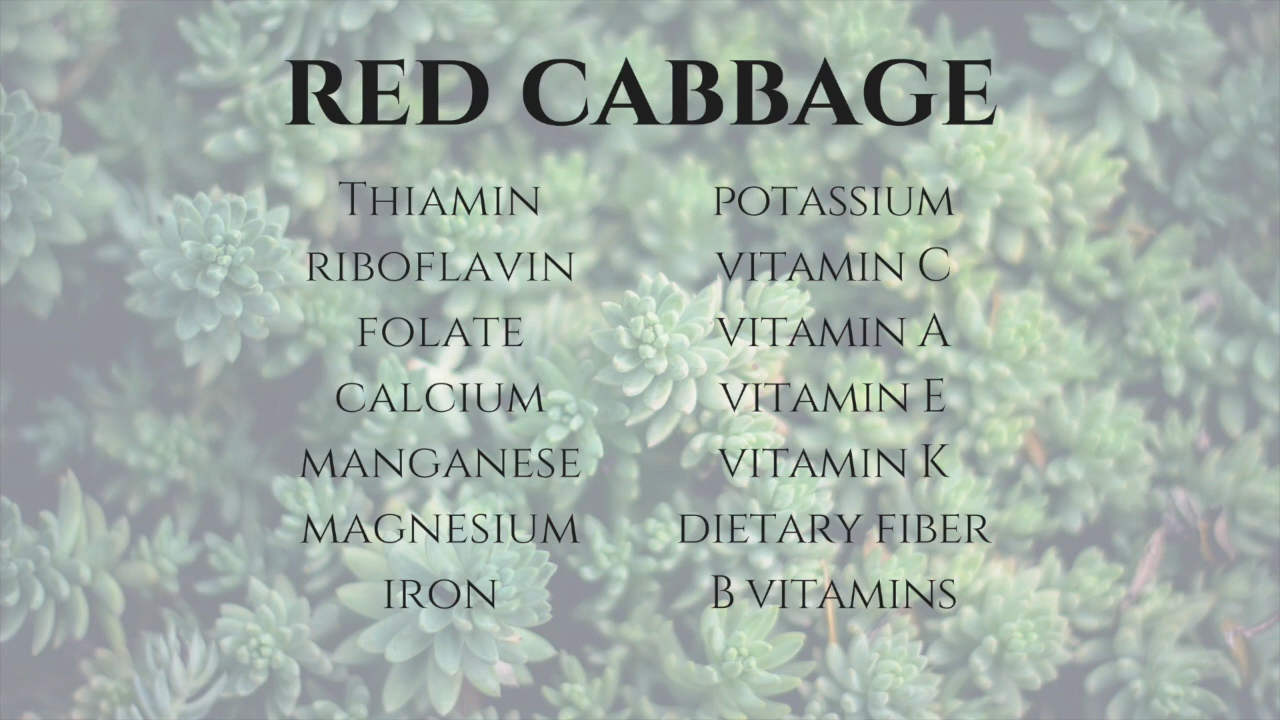 RED CABBAGE
THIAMIN
RIBOFLAVIN
FOLATE
CALCIUM
MANGANESE
MAGNESIUM
IRON
POTASSIUM
VITAMIN C
VITAMIN A
VITAMIN E
VITAMIN K
DIETARY FIBER
B VITAMINS